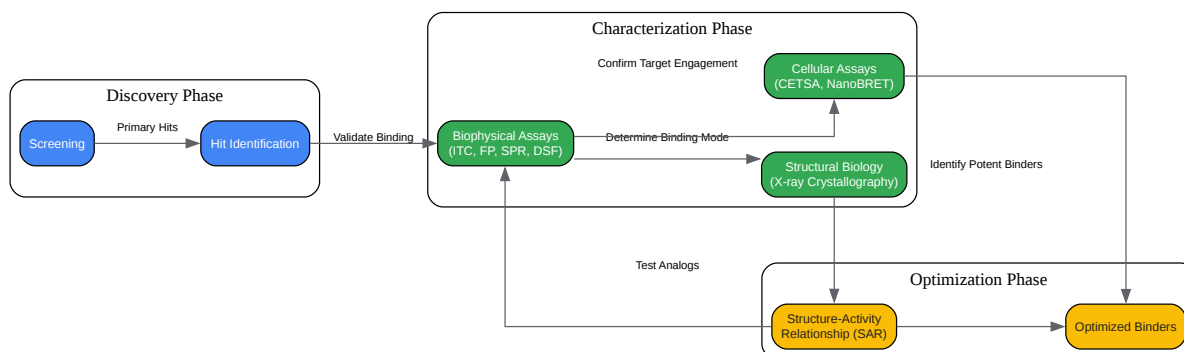 Characterization Phase
Confirm Target Engagement
Cellular Assays
(CETSA, NanoBRET)
Discovery Phase
Primary Hits
Screening
Hit Identification
Validate Binding
Biophysical Assays
(ITC, FP, SPR, DSF)
Determine Binding Mode
Structural Biology
(X-ray Crystallography)
Identify Potent Binders
Test Analogs
Optimization Phase
Structure-Activity
Relationship (SAR)
Optimized Binders